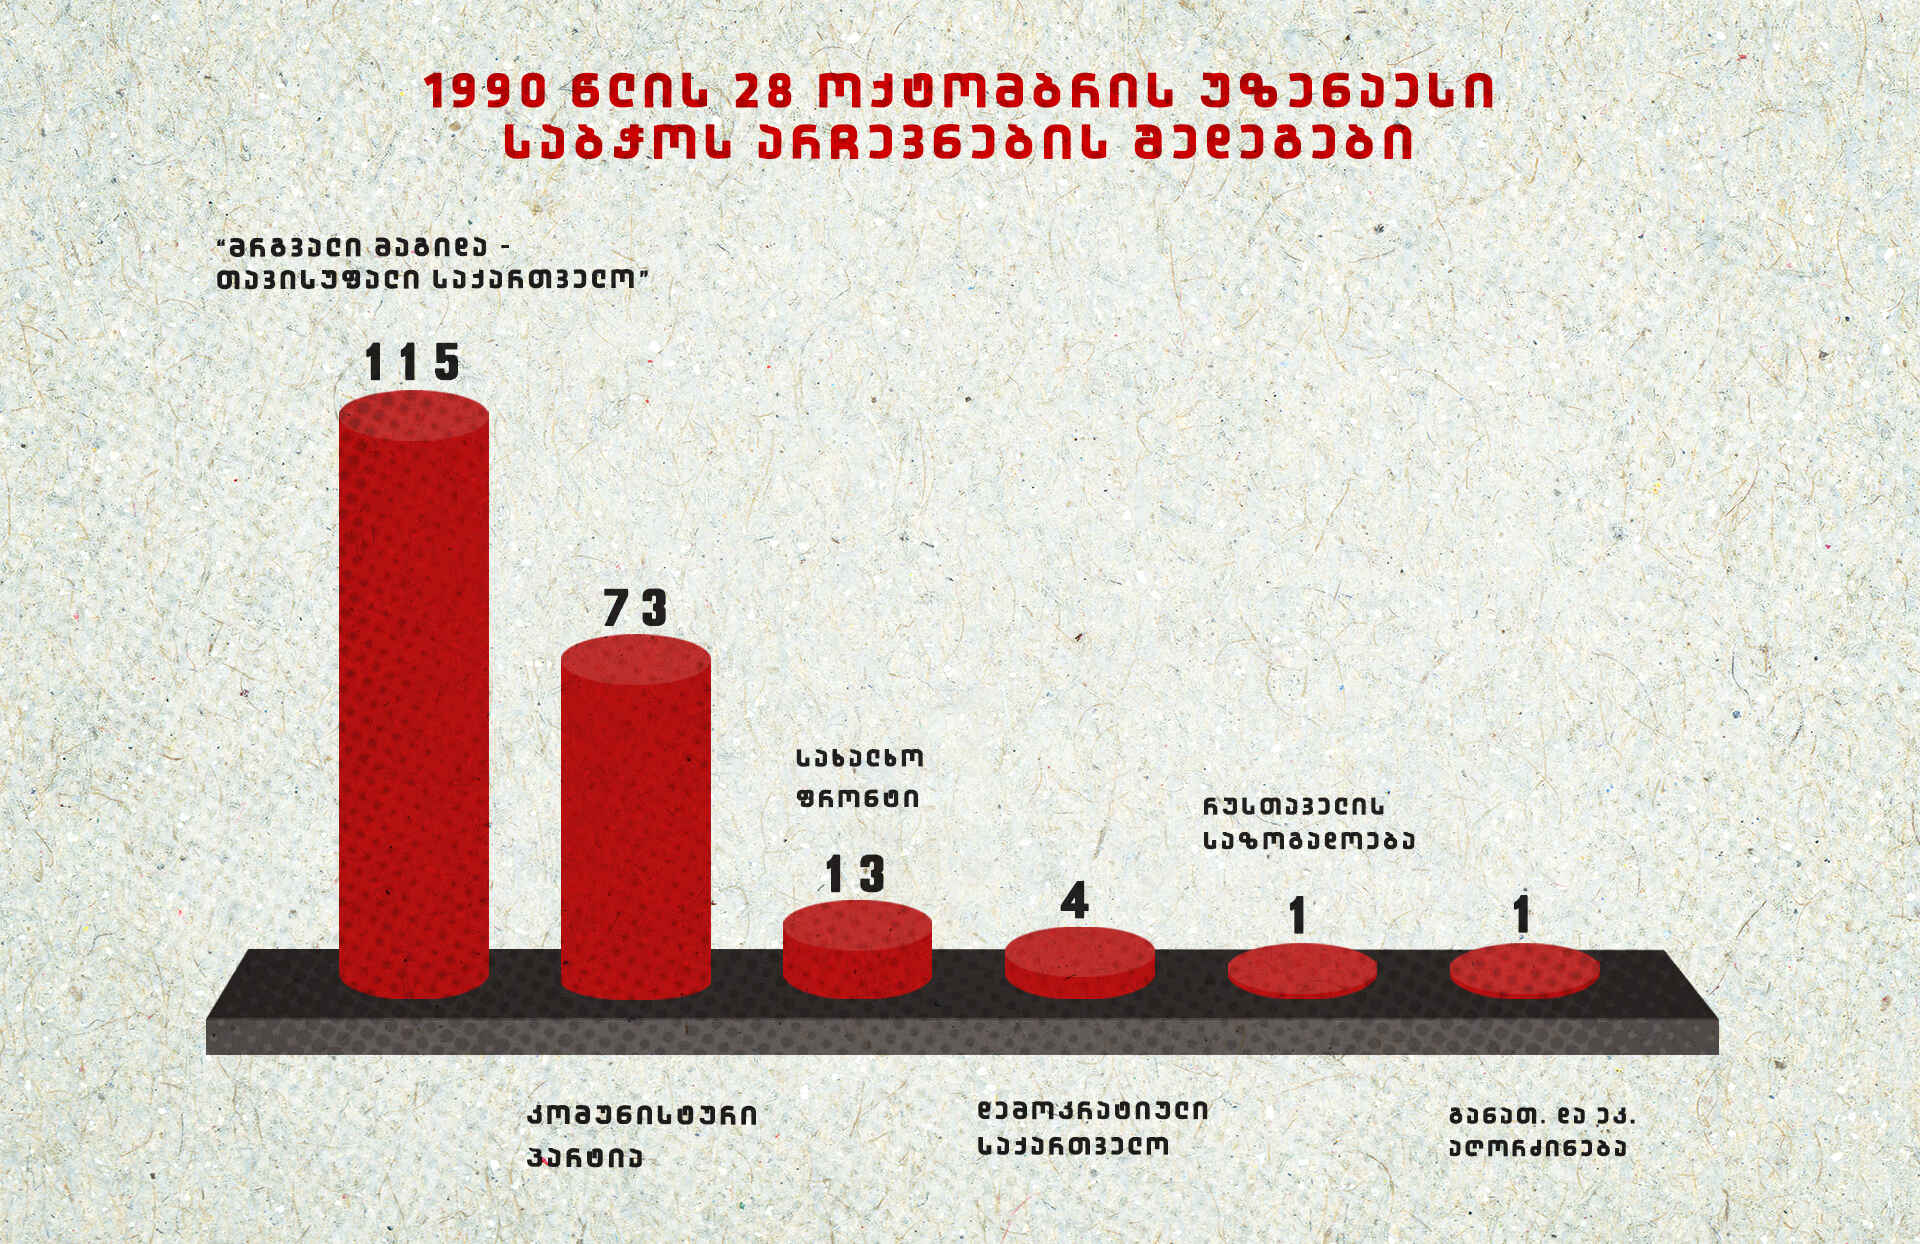 1990 წლის 28 ოქტომბრის უზენაესი
საბჭოს არჩევნების შედეგები
“მრგვალი მაგიდა -
თავისუფალი საქართველო”
115
73
სახალხო
ფრონტი
13
4
რუსთაველის
საზოგადოება
1
1
კომუნისტური
პარტია
დემოკრატიული
საქართველო
განათ. და ეკ.
აღორძინება